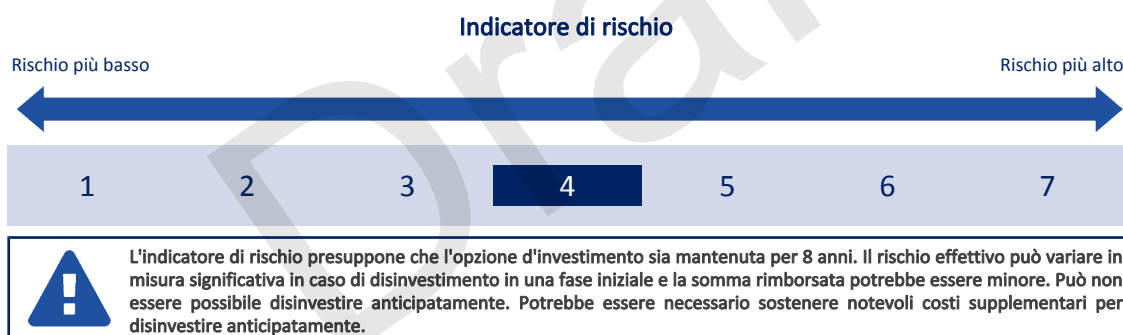 Indicatore di rischio
Rischio più basso
Rischio più alto
1 2 3 4 5 6 7
L'indicatore di rischio presuppone che l'opzione d'investimento sia mantenuta per 8 anni. Il rischio effettivo può variare in
misura significativa in caso di disinvestimento in una fase iniziale e la somma rimborsata potrebbe essere minore. Può non
essere possibile disinvestire anticipatamente. Potrebbe essere necessario sostenere notevoli costi supplementari per
disinvestire anticipatamente.